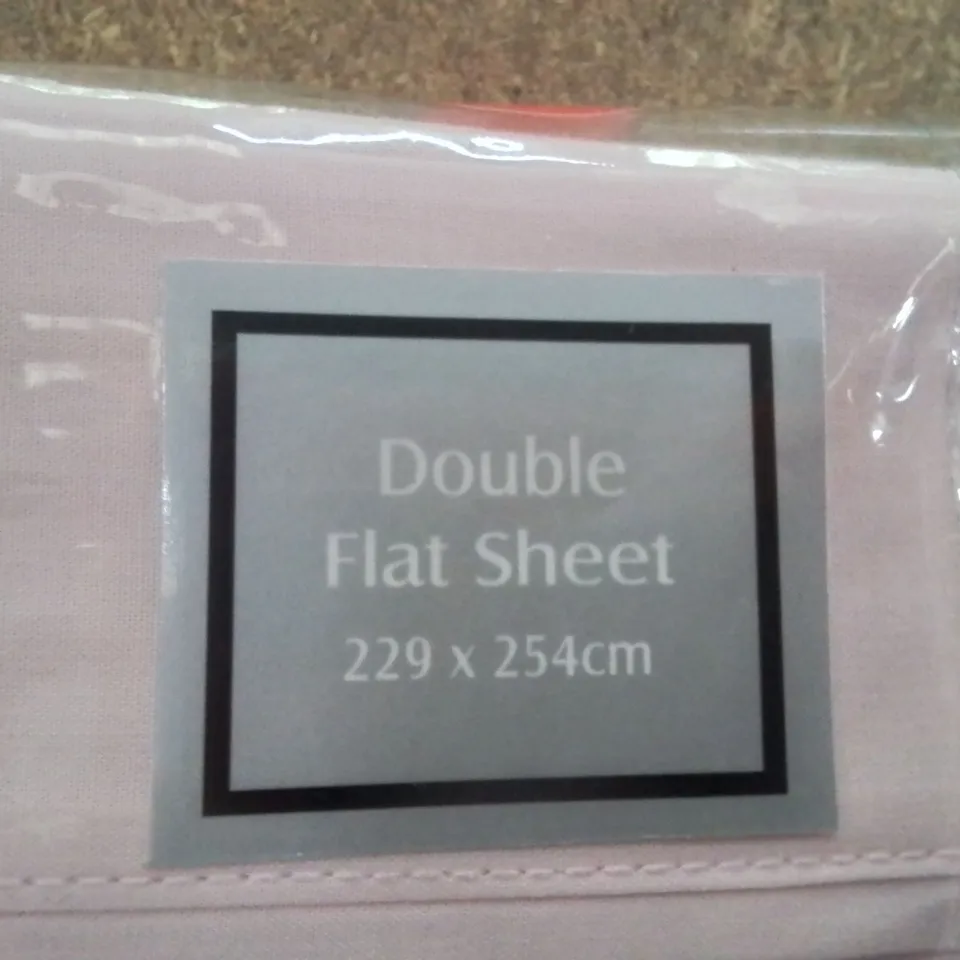 Double
Flat Sheet
229 x 254cm